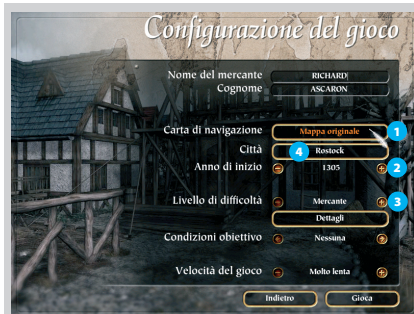 Configurazione del gioco
Nome del mercante RICHARD
Cognome ASCARON
Carta di navigazione Mappa originale 1
Città 4 Rostock
Anno di inizio 1305 2
Livello di difficoltà Mercante 3
Dettagli
Condizioni obiettivo Nessuna
Velocità del gioco Molto lenta
Indietro Gioca